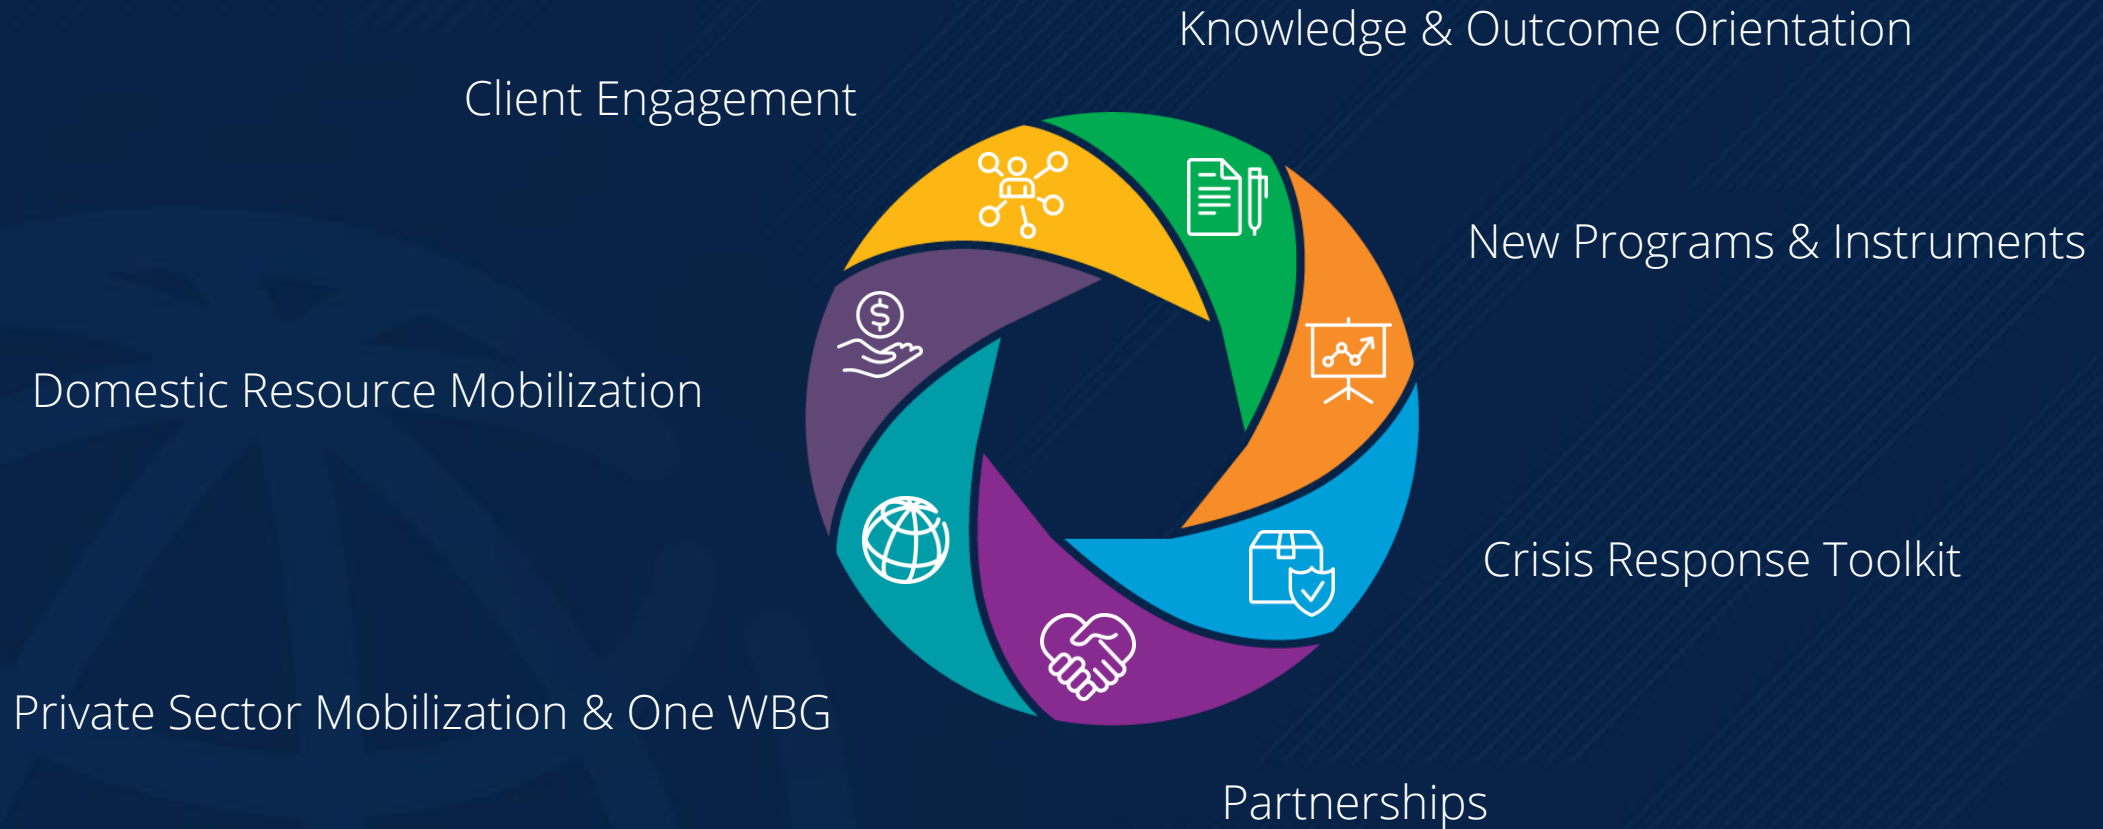 Knowledge & Outcome Orientation
Client Engagement
New Programs & Instruments
Domestic Resource Mobilization
Crisis Response Toolkit
Private Sector Mobilization & One WBG
Partnerships